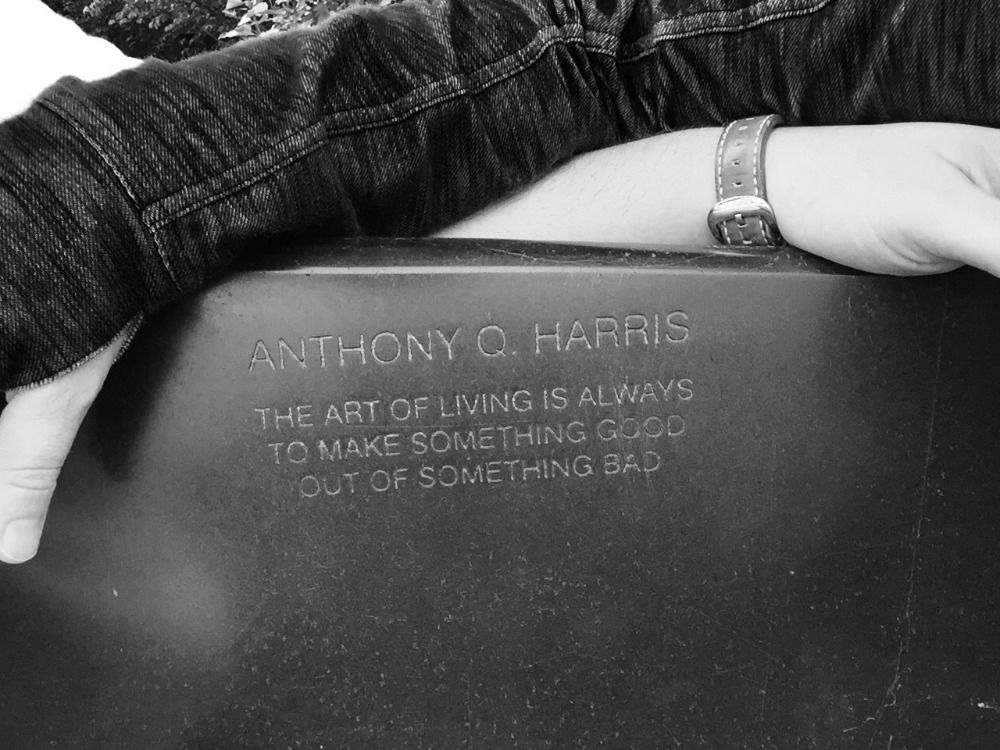 ANTHONY Q. HARRIS
THE ART OF LIVING IS ALWAYS
TO MAKE SOMETHING GOOD
OUT OF SOMETHING BAD